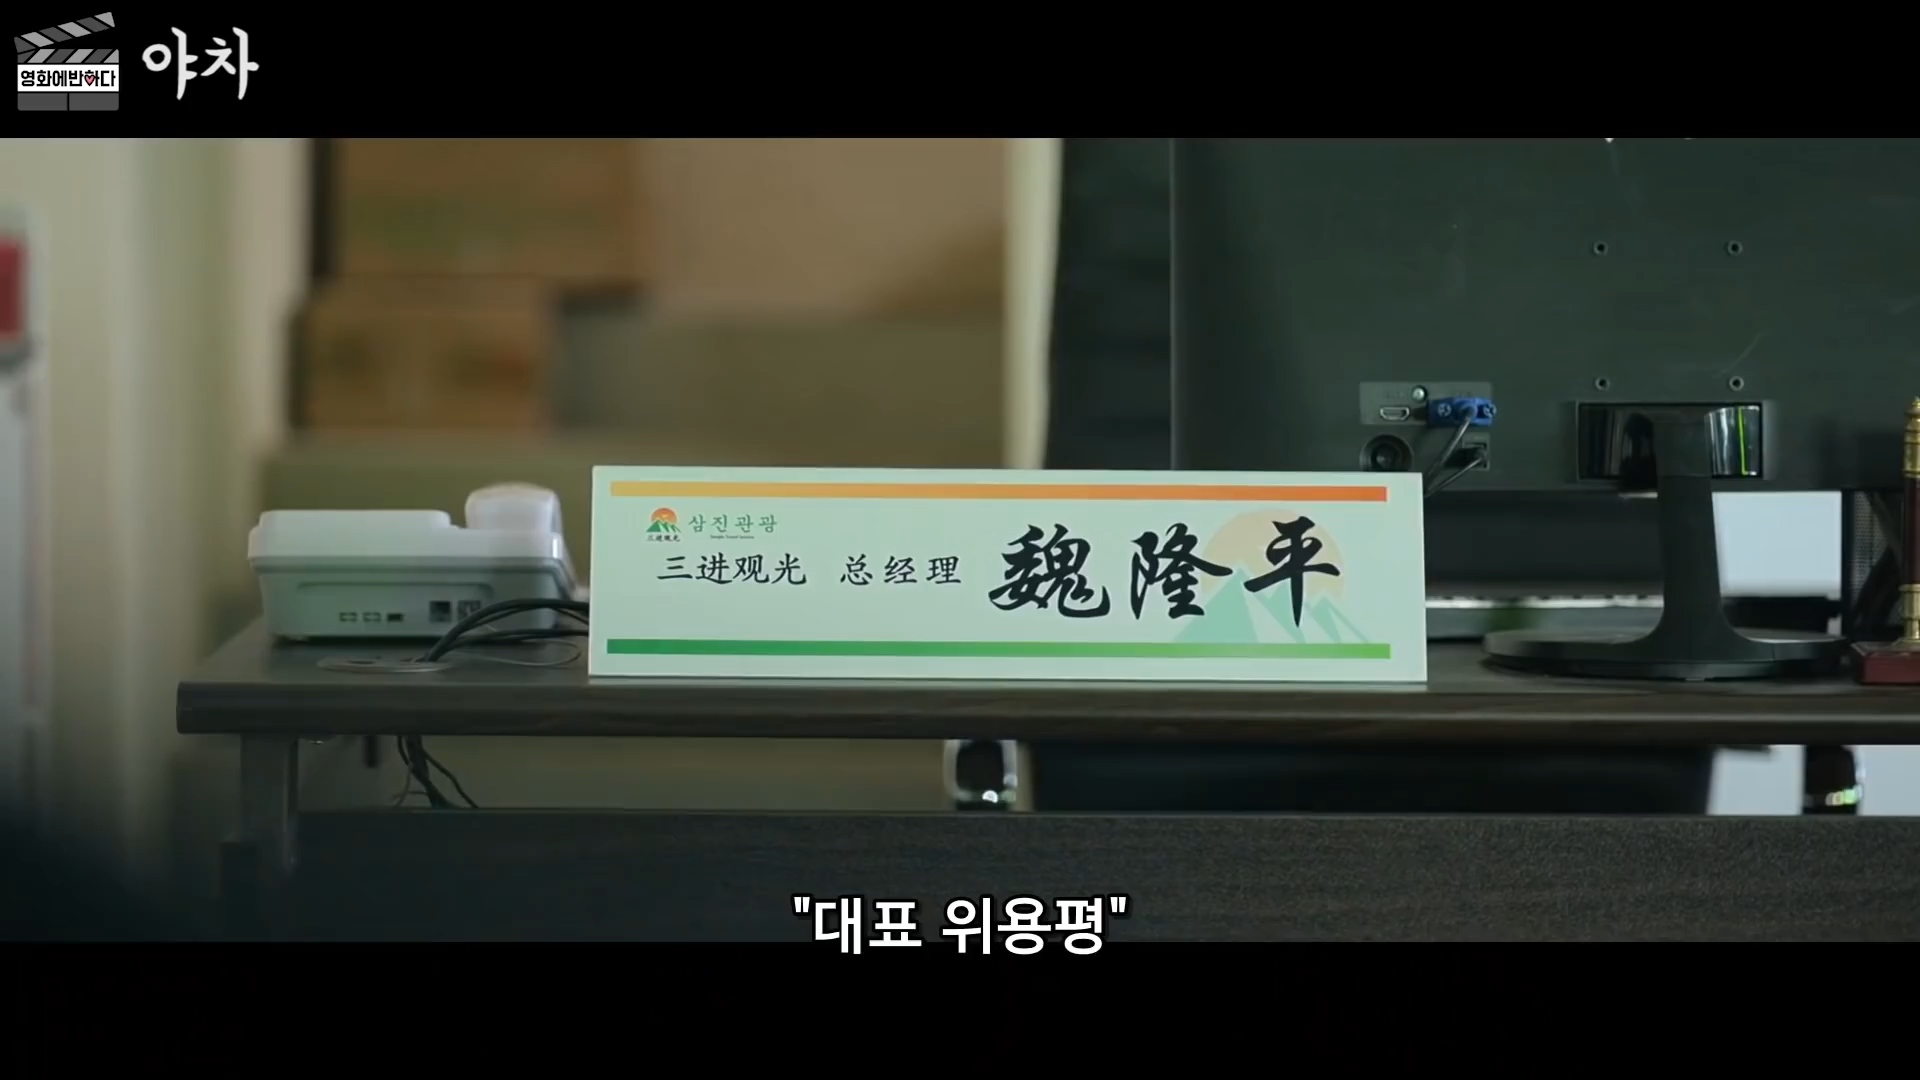 영화에반하다
야차
삼진관광
三进观光
三进观光 总经理 魏隆平
"대표 위용평"